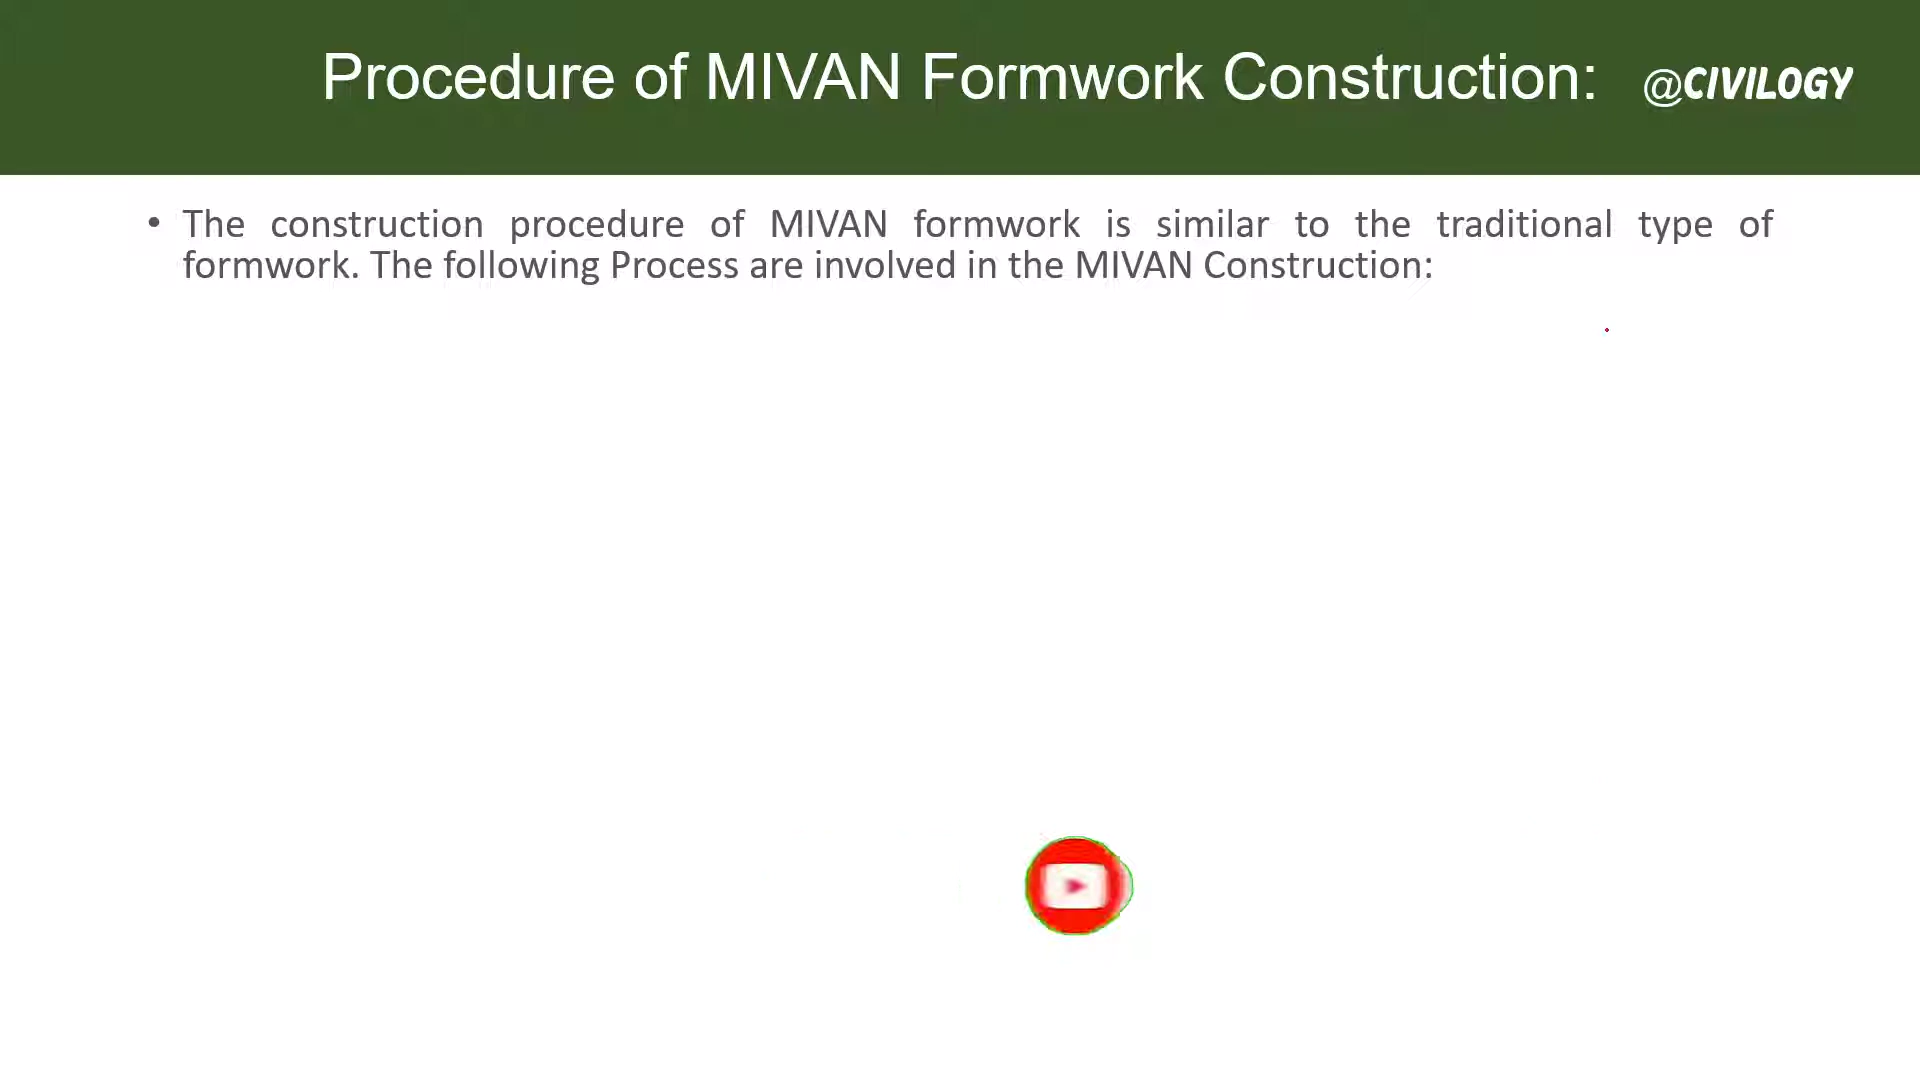 Procedure of MIVAN Formwork Construction: @CIVILOGY
• The construction procedure of MIVAN formwork is similar to the traditional type of
formwork. The following Process are involved in the MIVAN Construction: